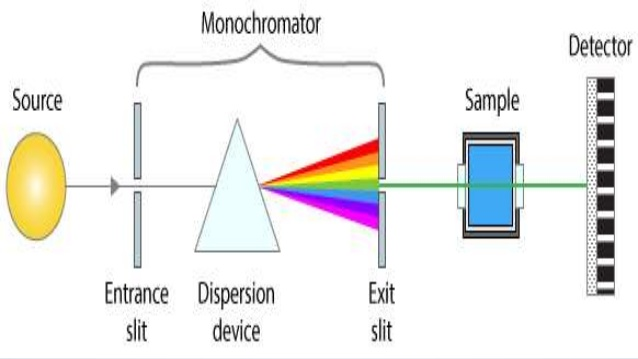 Monochromator
Detector
Source
Sample
Entrance
slit
Dispersion
device
Exit
slit